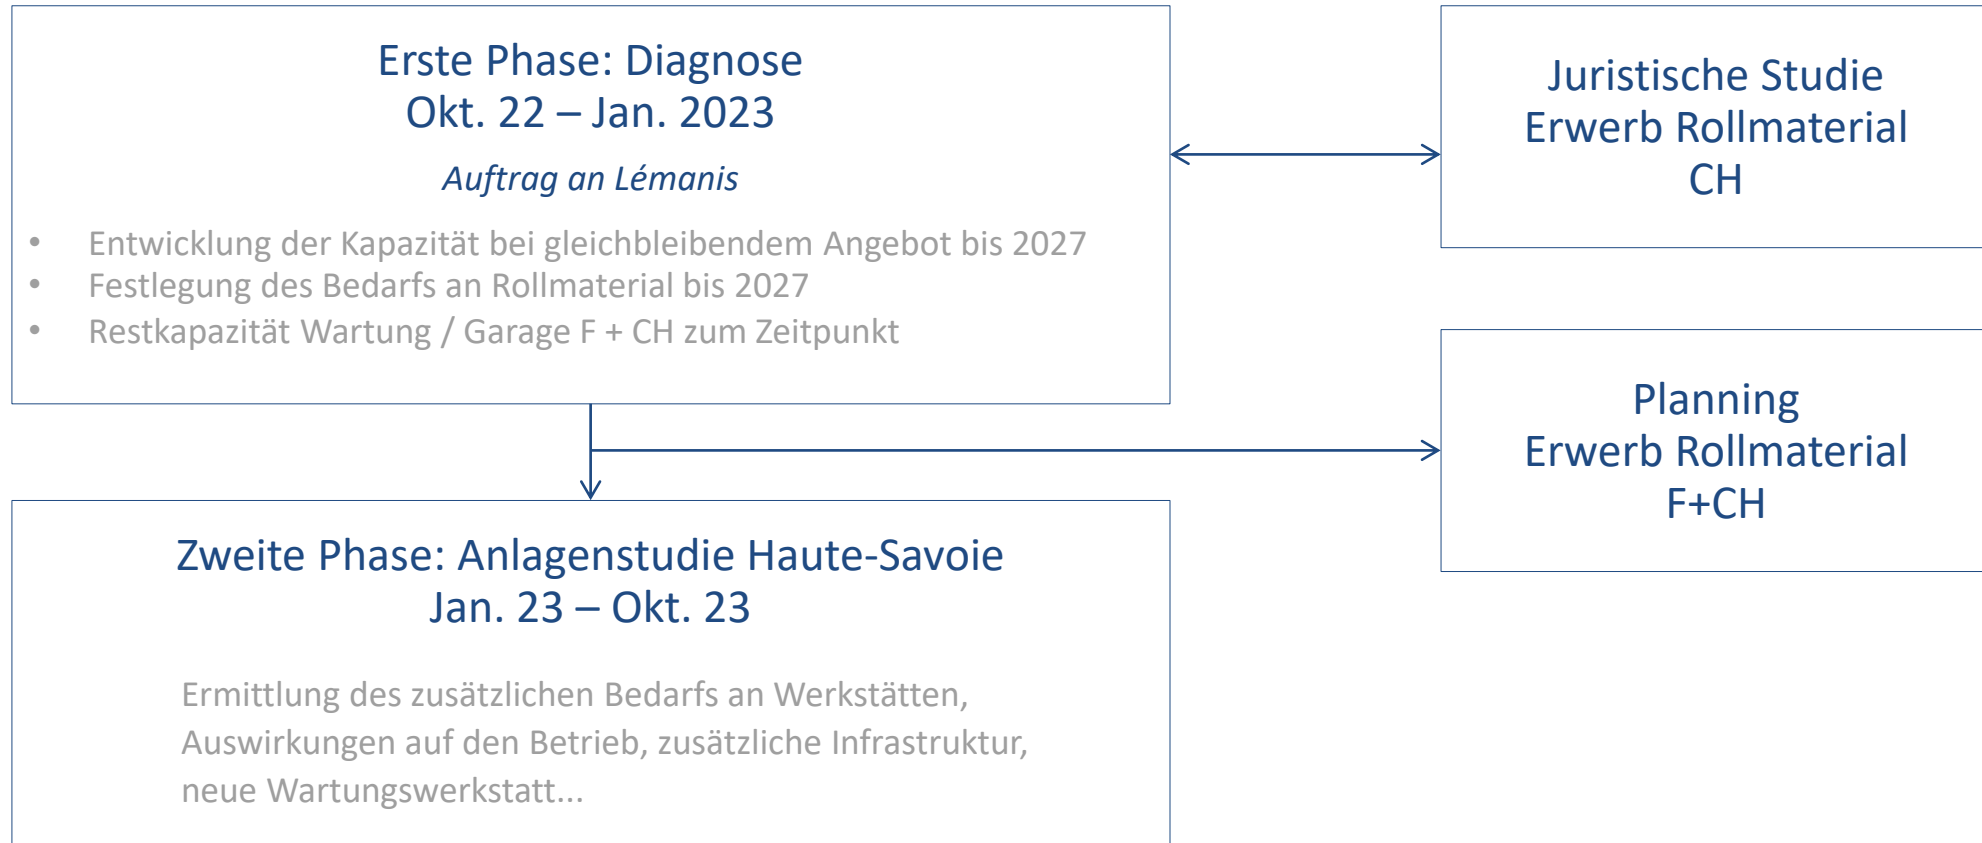 Erste Phase: Diagnose
Okt. 22 – Jan. 2023
Auftrag an Lémanis
• Entwicklung der Kapazität bei gleichbleibendem Angebot bis 2027
• Festlegung des Bedarfs an Rollmaterial bis 2027
• Restkapazität Wartung / Garage F + CH zum Zeitpunkt
Juristische Studie
Erwerb Rollmaterial
CH
Planning
Erwerb Rollmaterial
F+CH
Zweite Phase: Anlagenstudie Haute-Savoie
Jan. 23 – Okt. 23
Ermittlung des zusätzlichen Bedarfs an Werkstätten,
Auswirkungen auf den Betrieb, zusätzliche Infrastruktur,
neue Wartungswerkstatt...